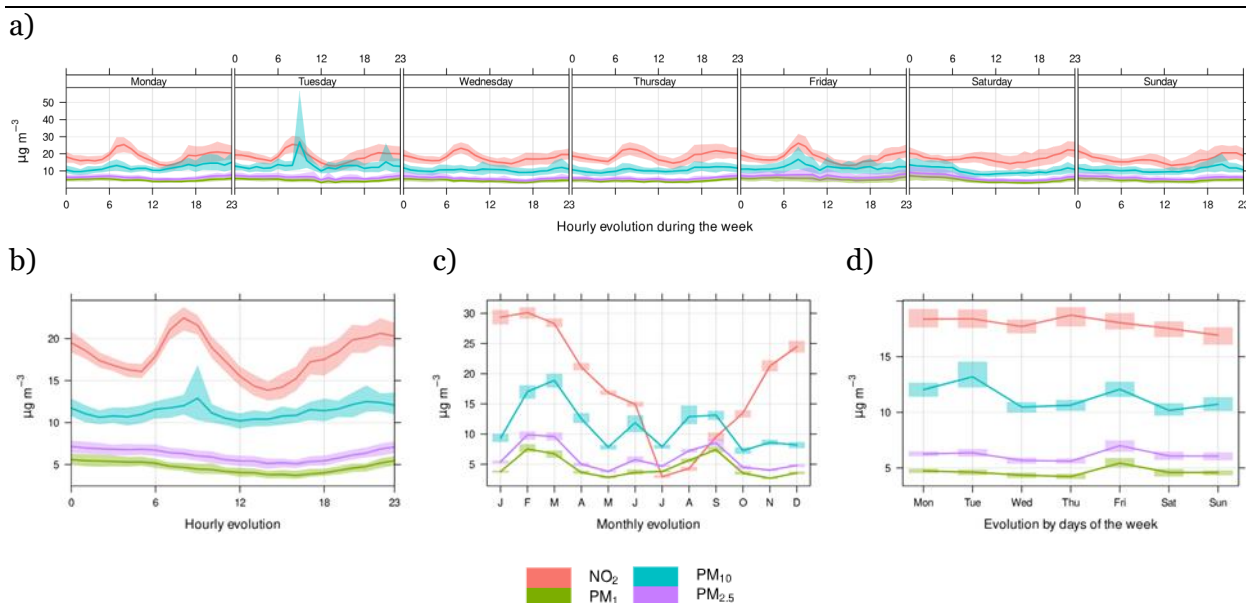 a)
0 6 12 18 23 0 6 12 18 23 0 6 12 18 23
Monday Tuesday Wednesday Thursday Friday Saturday Sunday
50
40
30
20
10
µg m⁻³
0 6 12 18 23 0 6 12 18 23 0 6 12 18 23 0 6 12 18 23
Hourly evolution during the week
b)
20
15
10
5
µg m⁻³
0 6 12 18 23
Hourly evolution
c)
30
25
20
15
10
5
µg m⁻³
J F M A M J J A S O N D
Monthly evolution
d)
15
10
5
µg m⁻³
Mon Tue Wed Thu Fri Sat Sun
Evolution by days of the week
NO₂ PM₁₀
PM₁ PM₂.₅